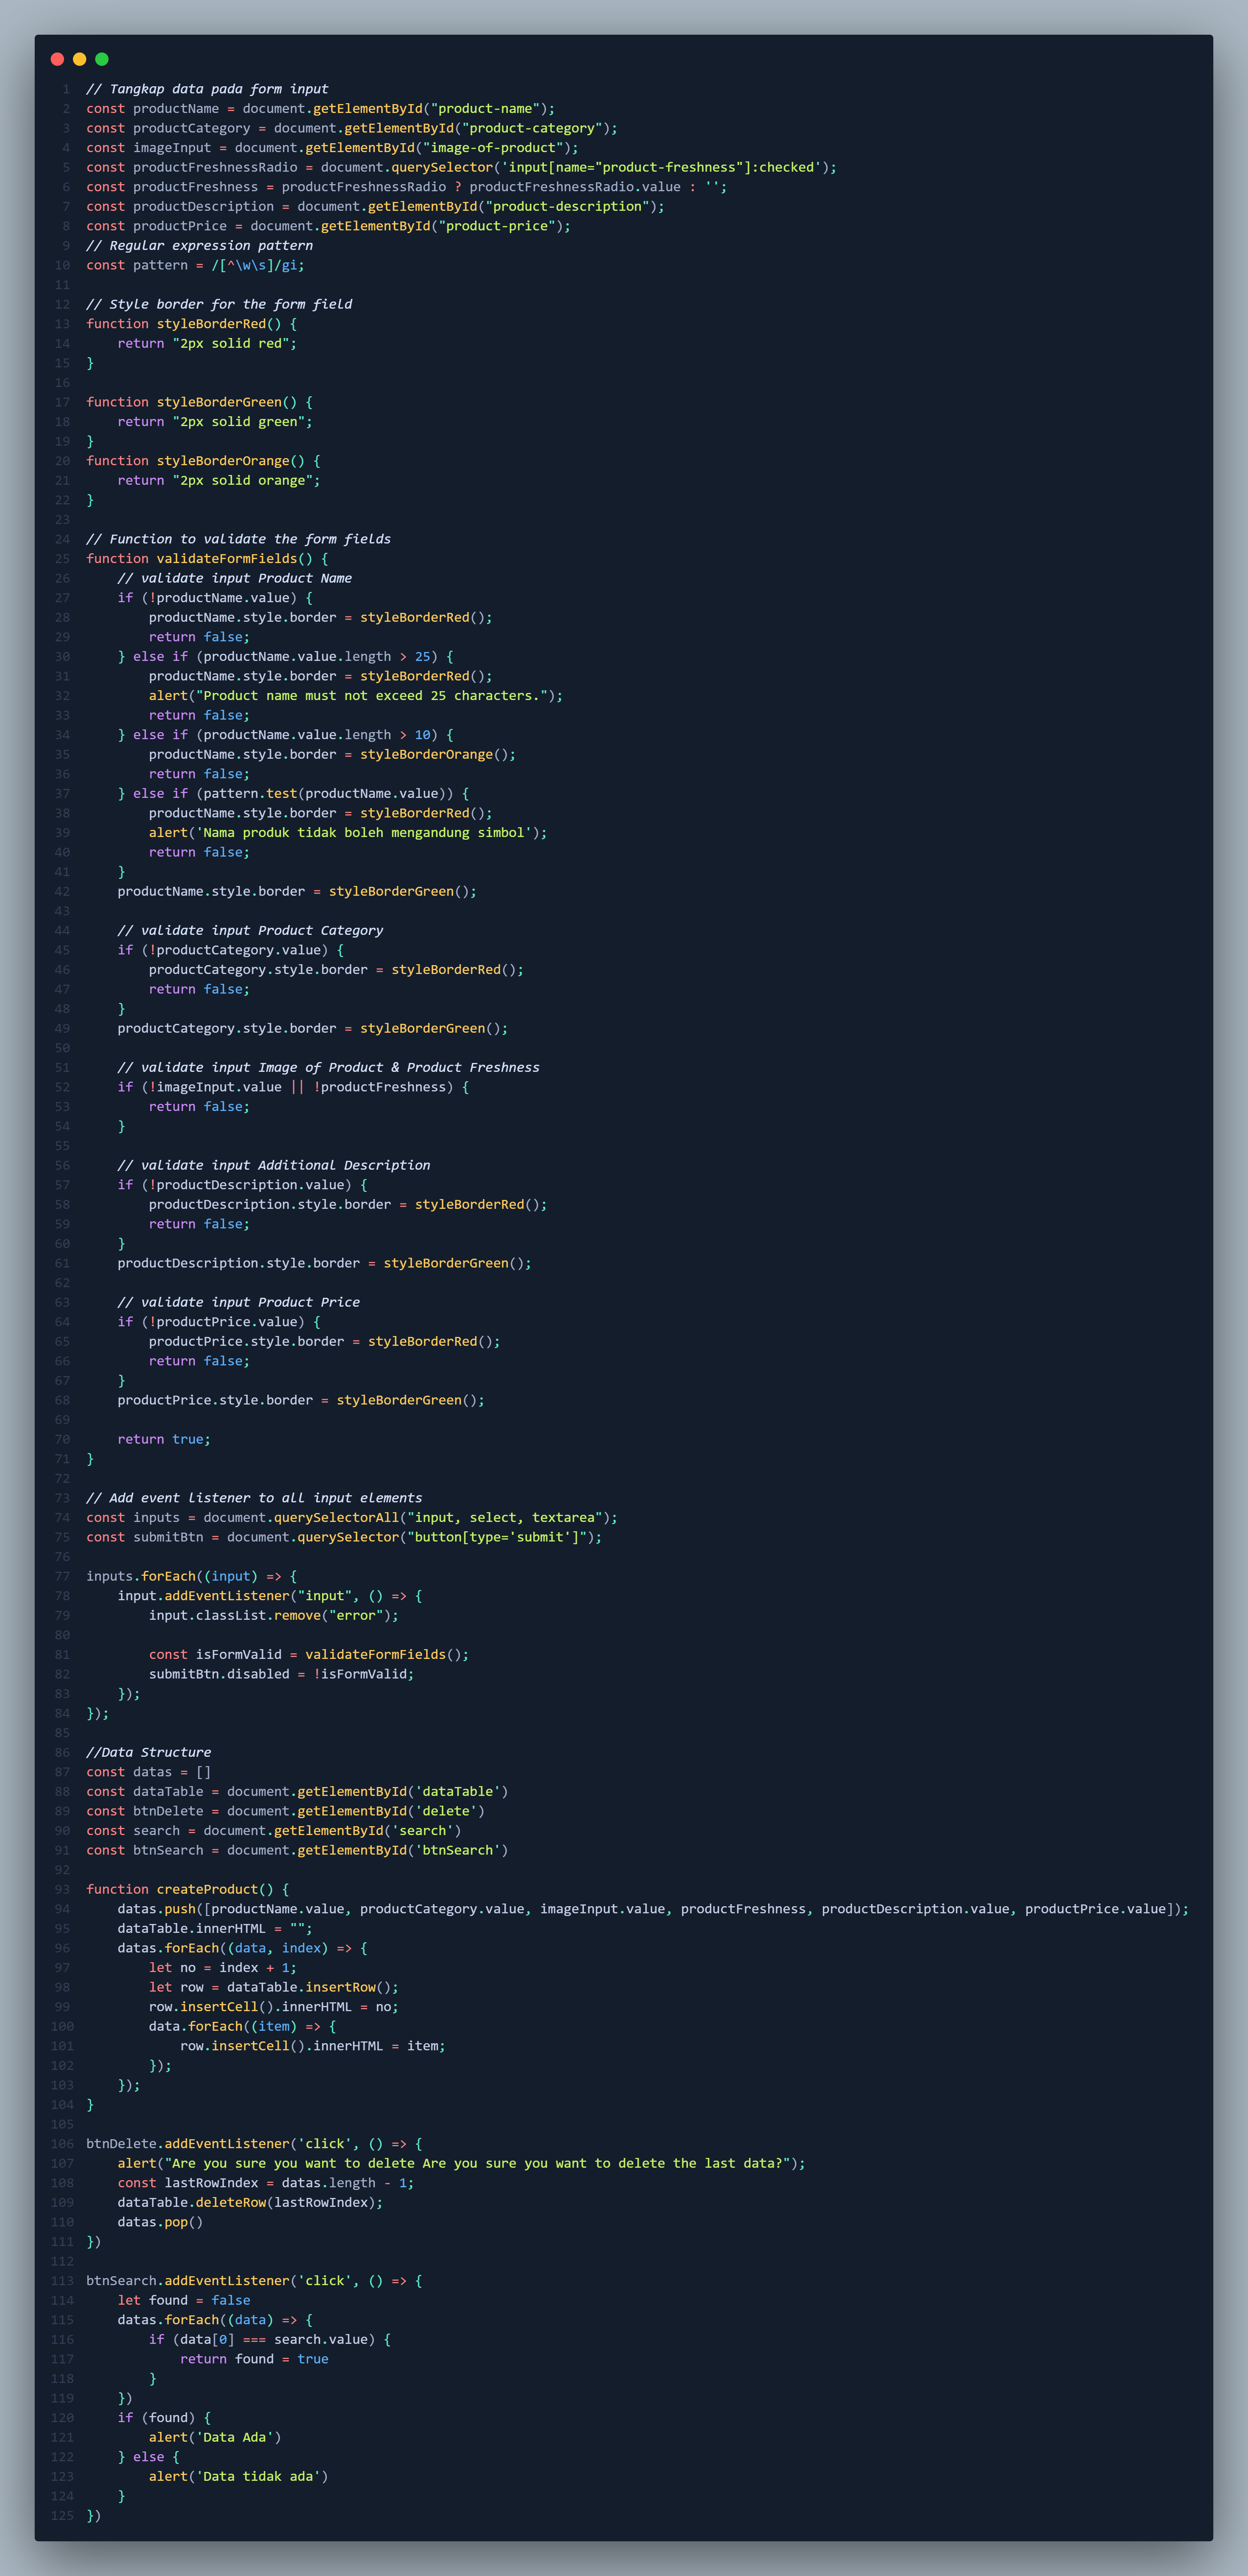 1 // Tangkap data pada form input
2 const productName = document.getElementById("product-name");
3 const productCategory = document.getElementById("product-category");
4 const imageInput = document.getElementById("image-of-product");
5 const productFreshnessRadio = document.querySelector('input[name="product-freshness"]:checked');
6 const productFreshness = productFreshnessRadio ? productFreshnessRadio.value : '';
7 const productDescription = document.getElementById("product-description");
8 const productPrice = document.getElementById("product-price");
9 // Regular expression pattern
10 const pattern = /[^\w\s]/gi;
11
12 // Style border for the form field
13 function styleBorderRed() {
14     return "2px solid red";
15 }
16
17 function styleBorderGreen() {
18     return "2px solid green";
19 }
20 function styleBorderOrange() {
21     return "2px solid orange";
22 }
23
24 // Function to validate the form fields
25 function validateFormFields() {
26     // validate input Product Name
27     if (!productName.value) {
28         productName.style.border = styleBorderRed();
29         return false;
30     } else if (productName.value.length > 25) {
31         productName.style.border = styleBorderRed();
32         alert("Product name must not exceed 25 characters.");
33         return false;
34     } else if (productName.value.length > 10) {
35         productName.style.border = styleBorderOrange();
36         return false;
37     } else if (pattern.test(productName.value)) {
38         productName.style.border = styleBorderRed();
39         alert('Nama produk tidak boleh mengandung simbol');
40         return false;
41     }
42     productName.style.border = styleBorderGreen();
43
44     // validate input Product Category
45     if (!productCategory.value) {
46         productCategory.style.border = styleBorderRed();
47         return false;
48     }
49     productCategory.style.border = styleBorderGreen();
50
51     // validate input Image of Product & Product Freshness
52     if (!imageInput.value || !productFreshness) {
53         return false;
54     }
55
56     // validate input Additional Description
57     if (!productDescription.value) {
58         productDescription.style.border = styleBorderRed();
59         return false;
60     }
61     productDescription.style.border = styleBorderGreen();
62
63     // validate input Product Price
64     if (!productPrice.value) {
65         productPrice.style.border = styleBorderRed();
66         return false;
67     }
68     productPrice.style.border = styleBorderGreen();
69
70     return true;
71 }
72
73 // Add event listener to all input elements
74 const inputs = document.querySelectorAll("input, select, textarea");
75 const submitBtn = document.querySelector("button[type='submit']");
76
77 inputs.forEach((input) => {
78     input.addEventListener("input", () => {
79         input.classList.remove("error");
80
81         const isFormValid = validateFormFields();
82         submitBtn.disabled = !isFormValid;
83     });
84 });
85
86 //Data Structure
87 const datas = []
88 const dataTable = document.getElementById('dataTable')
89 const btnDelete = document.getElementById('delete')
90 const search = document.getElementById('search')
91 const btnSearch = document.getElementById('btnSearch')
92
93 function createProduct() {
94     datas.push([productName.value, productCategory.value, imageInput.value, productFreshness, productDescription.value, productPrice.value]);
95     dataTable.innerHTML = "";
96     datas.forEach((data, index) => {
97         let no = index + 1;
98         let row = dataTable.insertRow();
99         row.insertCell().innerHTML = no;
100         data.forEach((item) => {
101             row.insertCell().innerHTML = item;
102         });
103     });
104 }
105
106 btnDelete.addEventListener('click', () => {
107     alert("Are you sure you want to delete Are you sure you want to delete the last data?");
108     const lastRowIndex = datas.length - 1;
109     dataTable.deleteRow(lastRowIndex);
110     datas.pop()
111 })
112
113 btnSearch.addEventListener('click', () => {
114     let found = false
115     datas.forEach((data) => {
116         if (data[0] === search.value) {
117             return found = true
118         }
119     })
120     if (found) {
121         alert('Data Ada')
122     } else {
123         alert('Data tidak ada')
124     }
125 })